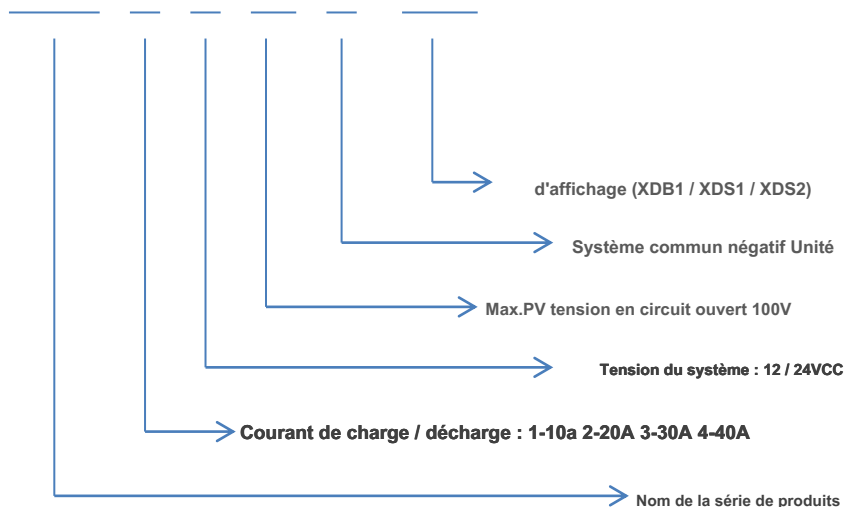 d'affichage (XDB1 / XDS1 / XDS2)
Système commun négatif Unité
Max.PV tension en circuit ouvert 100V
Tension du système : 12 / 24VCC
Courant de charge / décharge : 1-10a 2-20A 3-30A 4-40A
Nom de la série de produits